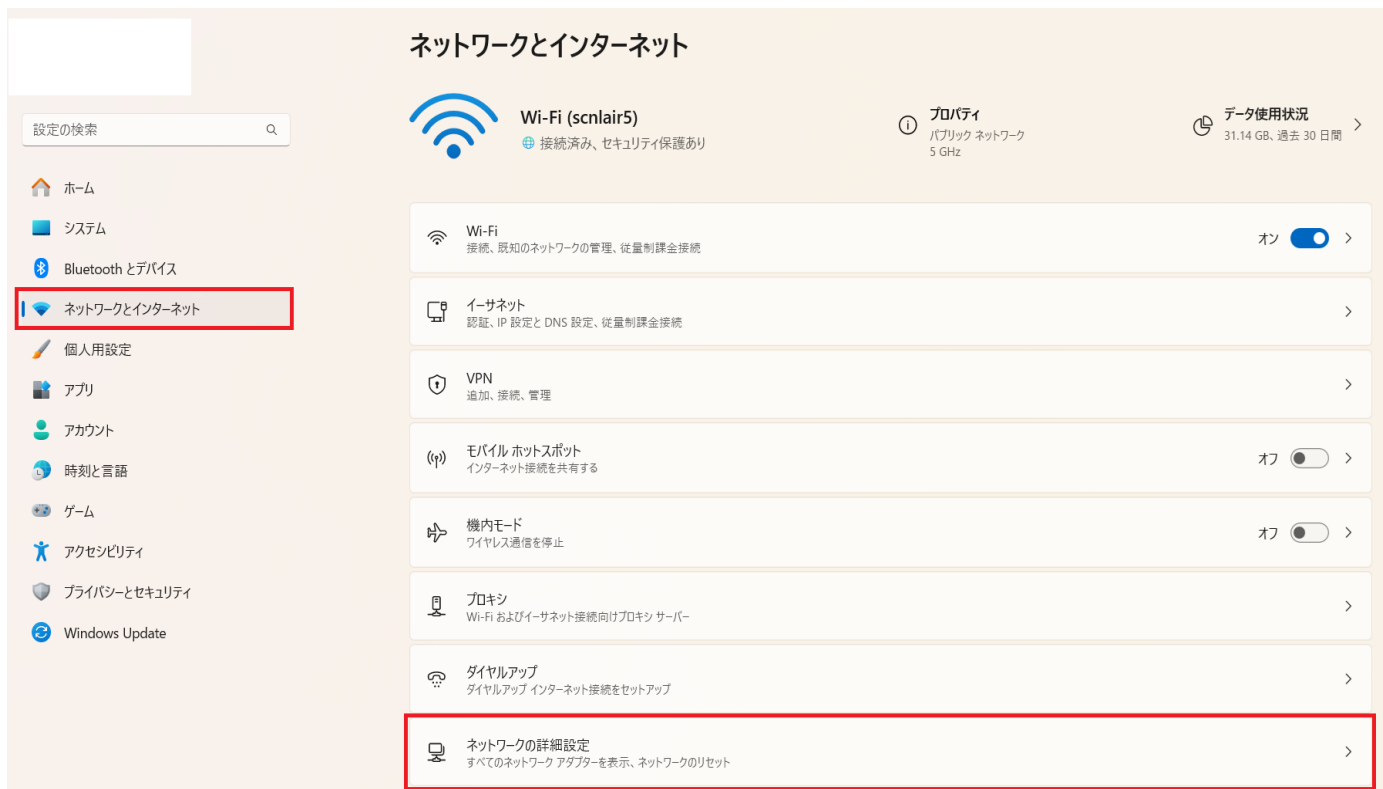 ネットワークとインターネット
Wi-Fi (scnlair5)
接続済み、セキュリティ保護あり
プロパティ
パブリック ネットワーク
5 GHz
データ使用状況
31.14 GB、過去 30 日間
設定の検索
ホーム
システム
Bluetooth とデバイス
ネットワークとインターネット
個人用設定
アプリ
アカウント
時刻と言語
ゲーム
アクセシビリティ
プライバシーとセキュリティ
Windows Update
Wi-Fi
接続、既知のネットワークの管理、従量制課金接続
オン
イーサネット
認証、IP 設定と DNS 設定、従量制課金接続
VPN
追加、接続、管理
モバイル ホットスポット
インターネット接続を共有する
オフ
機内モード
ワイヤレス通信を停止
オフ
プロキシ
Wi-Fi およびイーサネット接続向けプロキシ サーバー
ダイヤルアップ
ダイヤルアップ インターネット接続をセットアップ
ネットワークの詳細設定
すべてのネットワーク アダプターを表示、ネットワークのリセット